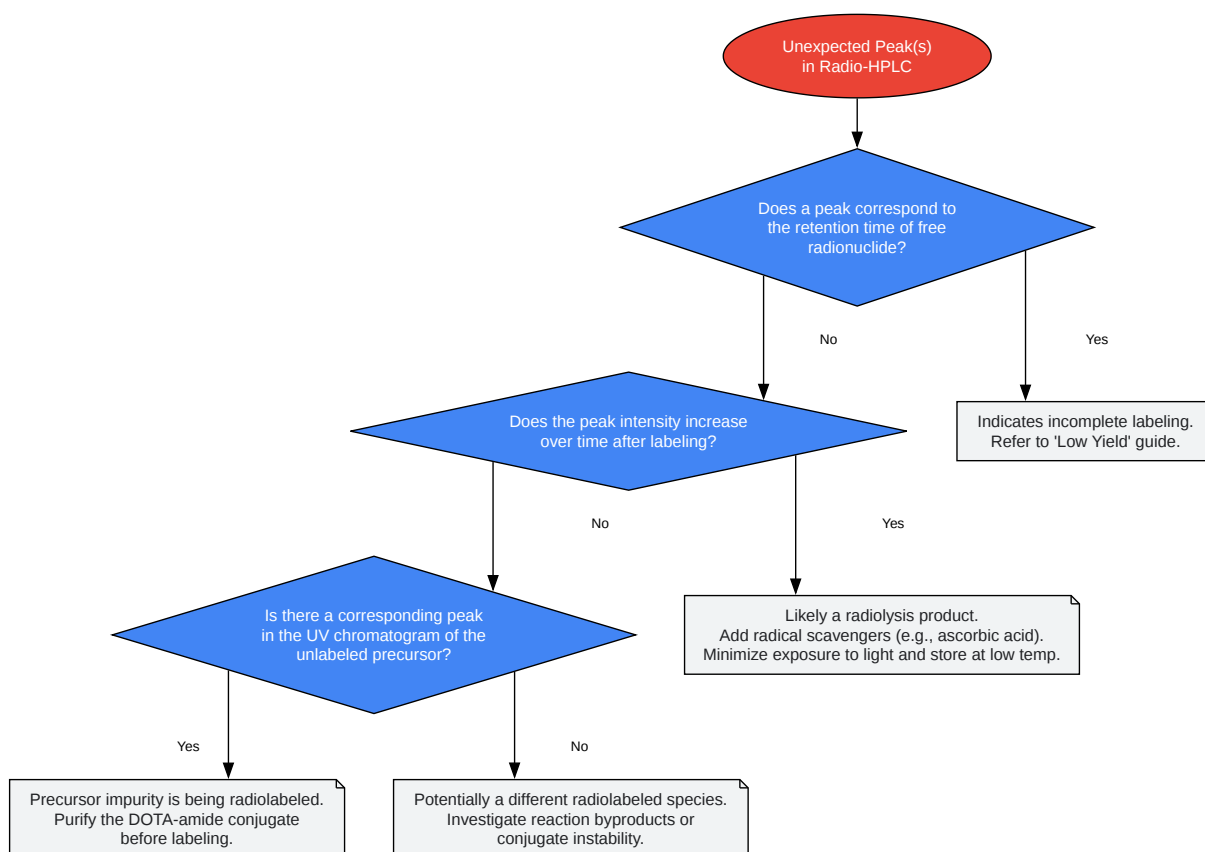 Unexpected Peak(s)
in Radio-HPLC
Does a peak correspond to
the retention time of free
radionuclide?
No
Yes
Does the peak intensity increase
over time after labeling?
Indicates incomplete labeling.
Refer to 'Low Yield' guide.
No
Yes
Is there a corresponding peak
in the UV chromatogram of the
unlabeled precursor?
Likely a radiolysis product.
Add radical scavengers (e.g., ascorbic acid).
Minimize exposure to light and store at low temp.
Yes
No
Precursor impurity is being radiolabeled.
Purify the DOTA-amide conjugate
before labeling.
Potentially a different radiolabeled species.
Investigate reaction byproducts or
conjugate instability.